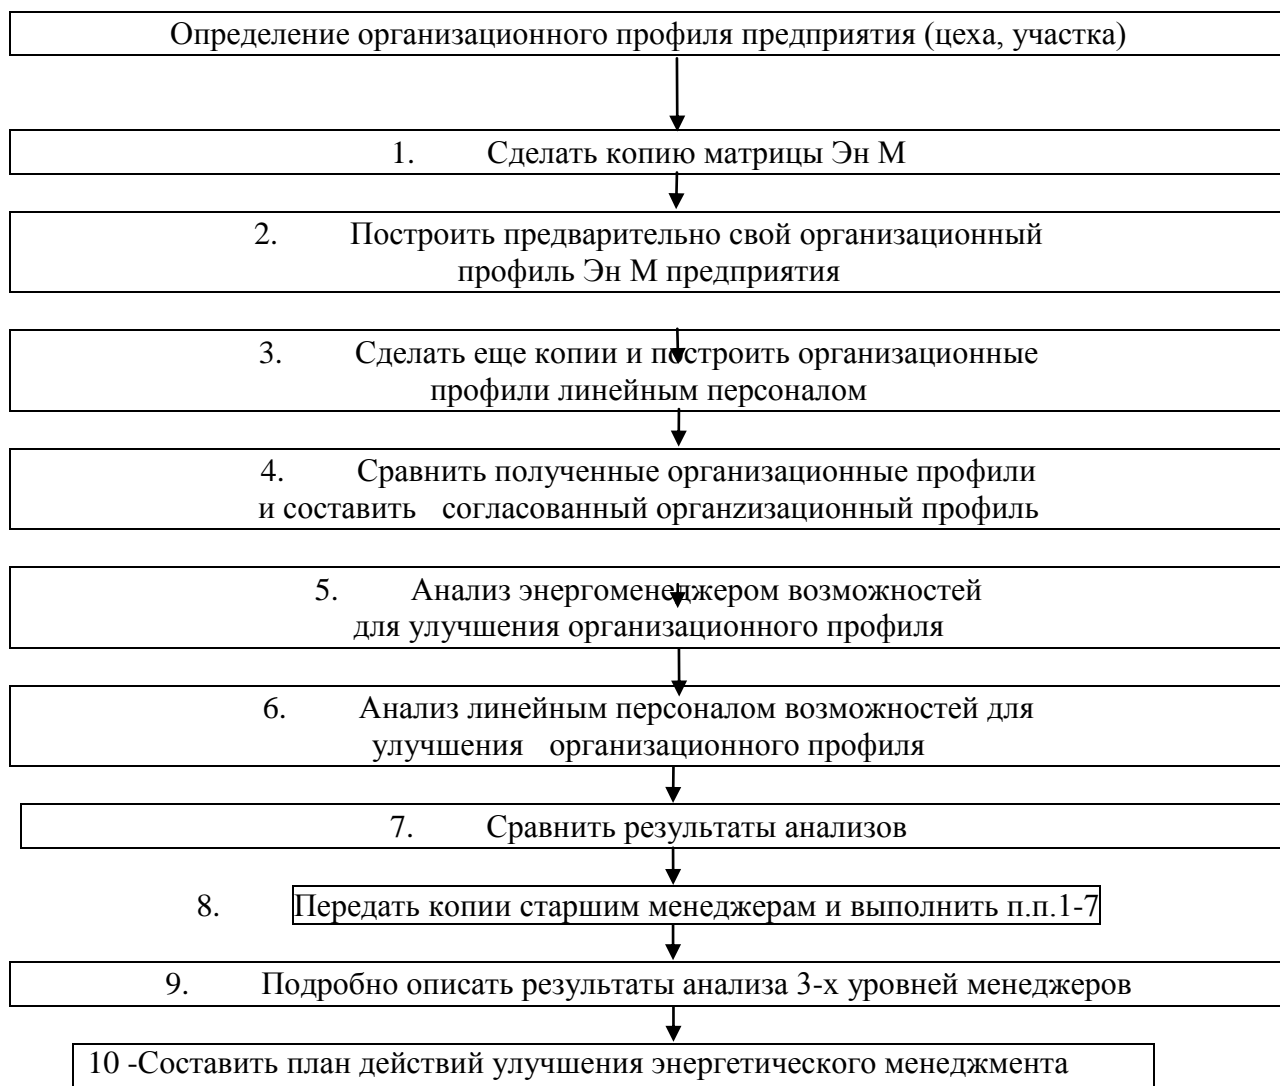 Определение организационного профиля предприятия (цеха, участка)
1. Сделать копию матрицы Эн М
2. Построить предварительно свой организационный
профиль Эн М предприятия
3. Сделать еще копии и построить организационные
профили линейным персоналом
4. Сравнить полученные организационные профили
и составить согласованный органzизационный профиль
5. Анализ энергоменеджером возможностей
для улучшения организационного профиля
6. Анализ линейным персоналом возможностей для
улучшения организационного профиля
7. Сравнить результаты анализов
8. Передать копии старшим менеджерам и выполнить п.п.1-7
9. Подробно описать результаты анализа 3-х уровней менеджеров
10 -Составить план действий улучшения энергетического менеджмента